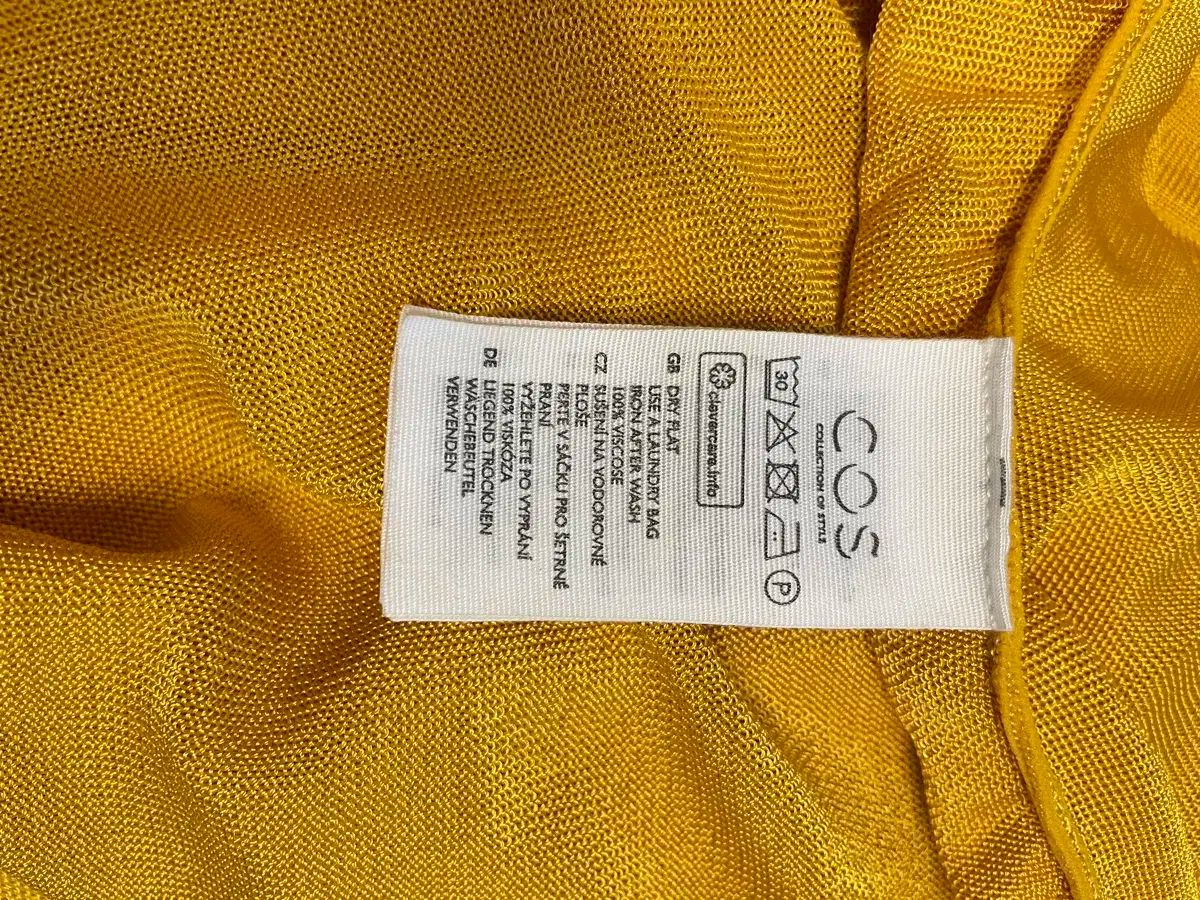 COS
COLLECTION OF STYLE
30 P
clevercare.info
GB DRY FLAT
USE A LAUNDRY BAG
IRON AFTER WASH
100% VISCOSE
CZ SUŠENÍ NA VODOROVNÉ
PLOŠE
PERTE V SÁČKU PRO ŠETRNÉ
PRANÍ
VYŽEHLETE PO VYPRÁNÍ
100% VISKÓZA
DE LIEGEND TROCKNEN
WÄSCHEBEUTEL
VERWENDEN